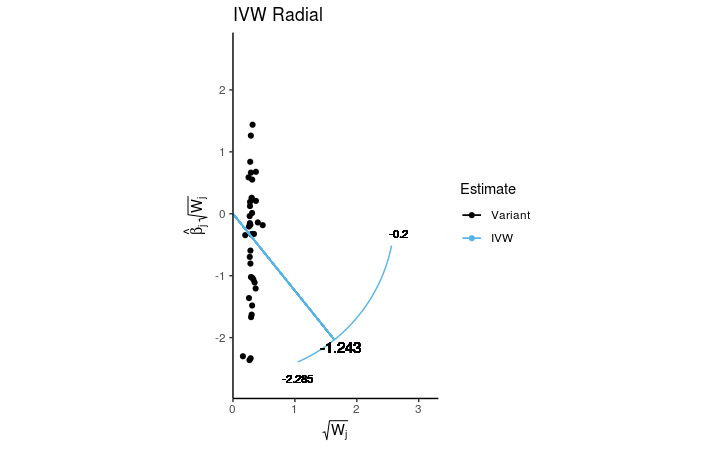 IVW Radial
2
1
0
-1
-2
β̂j√Wj
0
1
2
3
√Wj
-0.2
-1.243
-2.285
Estimate
Variant
IVW